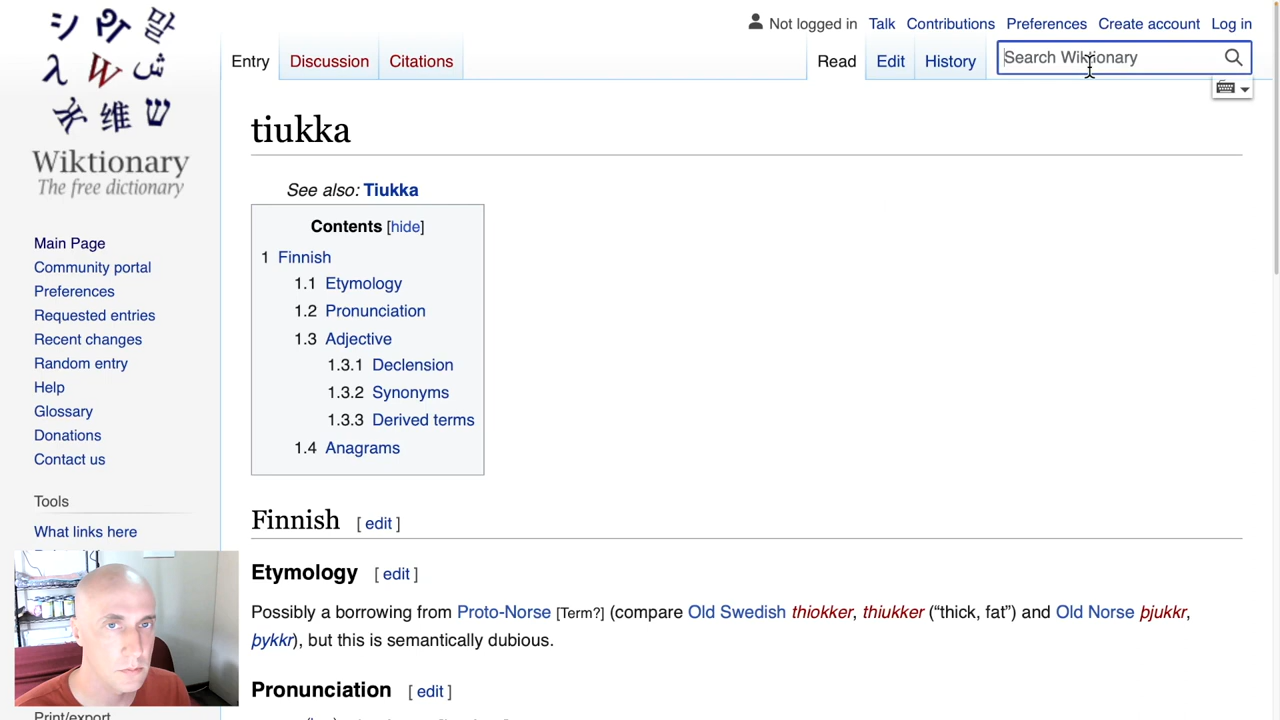 シ Wiktionary
The free dictionary
Not logged in Talk Contributions Preferences Create account Log in
Entry Discussion Citations Read Edit History Search Wiktionary
tiukka
See also: Tiukka
Contents [hide]
1 Finnish
1.1 Etymology
1.2 Pronunciation
1.3 Adjective
1.3.1 Declension
1.3.2 Synonyms
1.3.3 Derived terms
1.4 Anagrams
Main Page
Community portal
Preferences
Requested entries
Recent changes
Random entry
Help
Glossary
Donations
Contact us
Tools
What links here
Print/export
Finnish [ edit ]
Etymology [ edit ]
Possibly a borrowing from Proto-Norse [Term?] (compare Old Swedish thiokker, thiukker (“thick, fat”) and Old Norse þjukkr,
þykkr), but this is semantically dubious.
Pronunciation [ edit ]